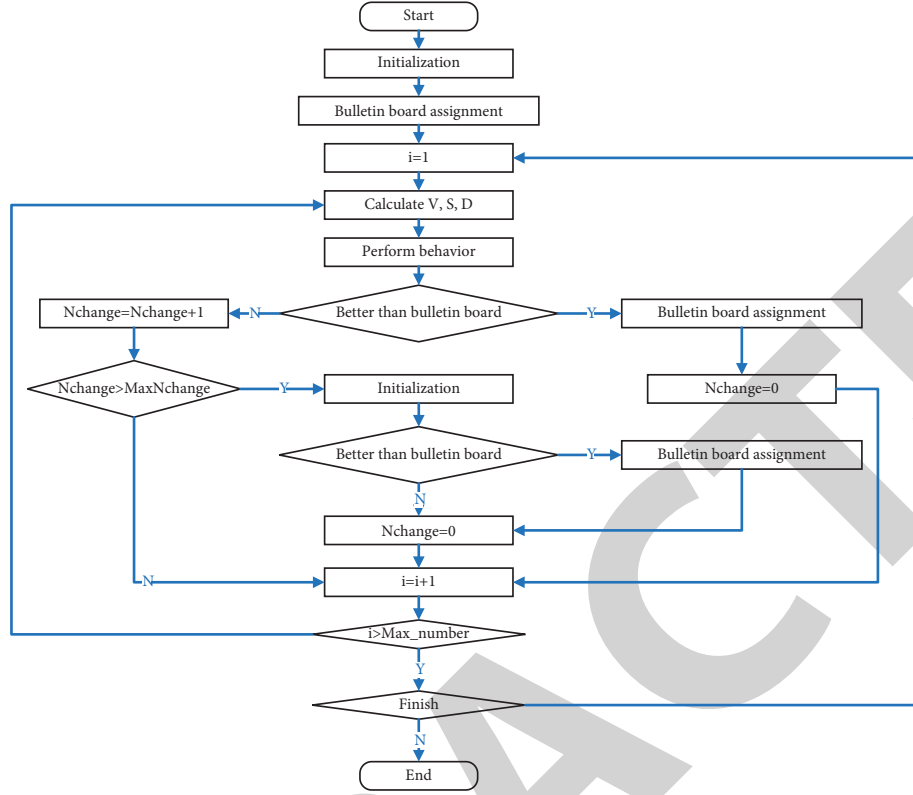 Start
Initialization
Bulletin board assignment
i=1
Calculate V, S, D
Perform behavior
Nchange=Nchange+1
N
Better than bulletin board
Y
Bulletin board assignment
Nchange>MaxNchange
Y
Initialization
Nchange=0
Better than bulletin board
Y
Bulletin board assignment
N
Nchange=0
N
i=i+1
i>Max_number
Y
Finish
N
End